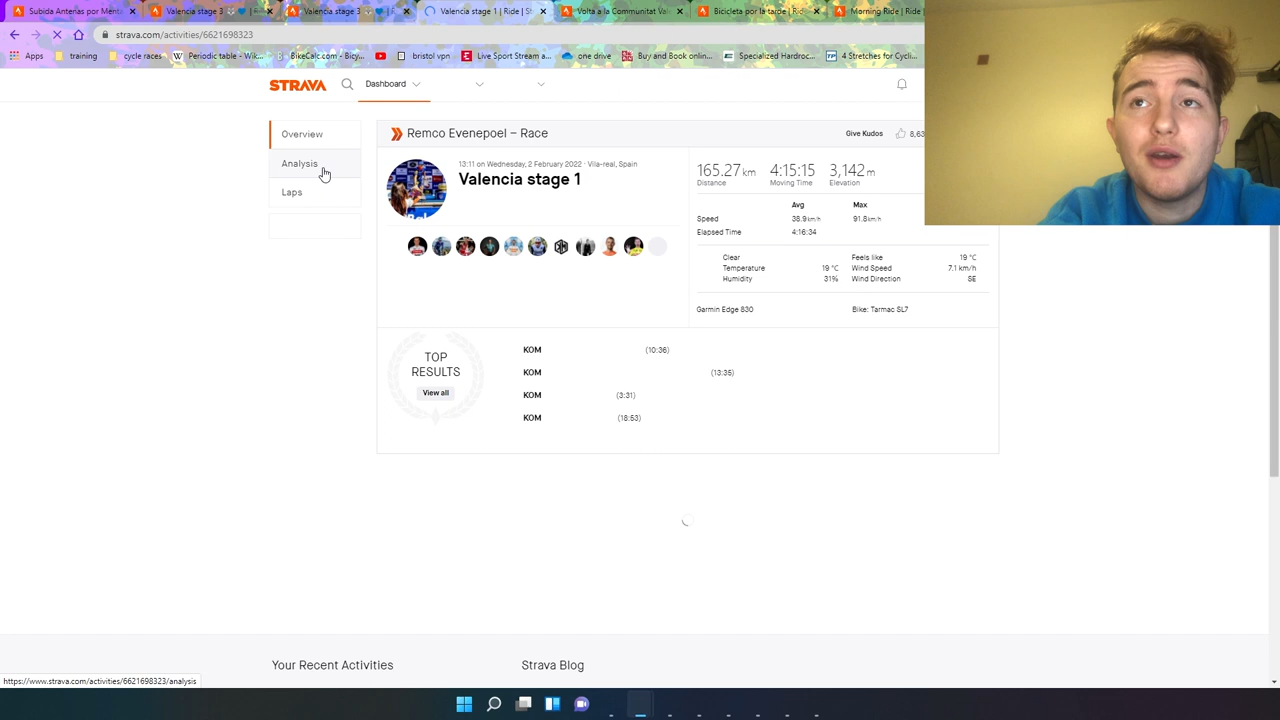 Subida Antenas por Menta
Valencia stage 3
Valencia stage 3
Valencia stage 1 | Ride | St
Volta a la Communitat Val
Bicicleta por la tarde | Rid
Morning Ride | Ride
strava.com/activities/6621698323
Apps
training
cycle races
Periodic table - Wik...
BikeCalc.com - Bicy...
bristol vpn
Live Sport Stream a...
one drive
Buy and Book onlin...
Specialized Hardroc...
4 Stretches for Cycli...
STRAVA
Dashboard
Overview
Analysis
Laps
Remco Evenepoel – Race
Give Kudos
13:11 on Wednesday, 2 February 2022 · Vila-real, Spain
Valencia stage 1
165.27 km
Distance
4:15:15
Moving Time
3,142 m
Elevation
Avg
Max
Speed
38.9km/h
91.8km/h
Elapsed Time
4:16:34
Clear
Feels like
19 °C
Temperature
19 °C
Wind Speed
7.1 km/h
Humidity
31%
Wind Direction
SE
Garmin Edge 830
Bike: Tarmac SL7
TOP
RESULTS
View all
KOM
(10:36)
KOM
(13:35)
KOM
(3:31)
KOM
(18:53)
Your Recent Activities
Strava Blog
https://www.strava.com/activities/6621698323/analysis